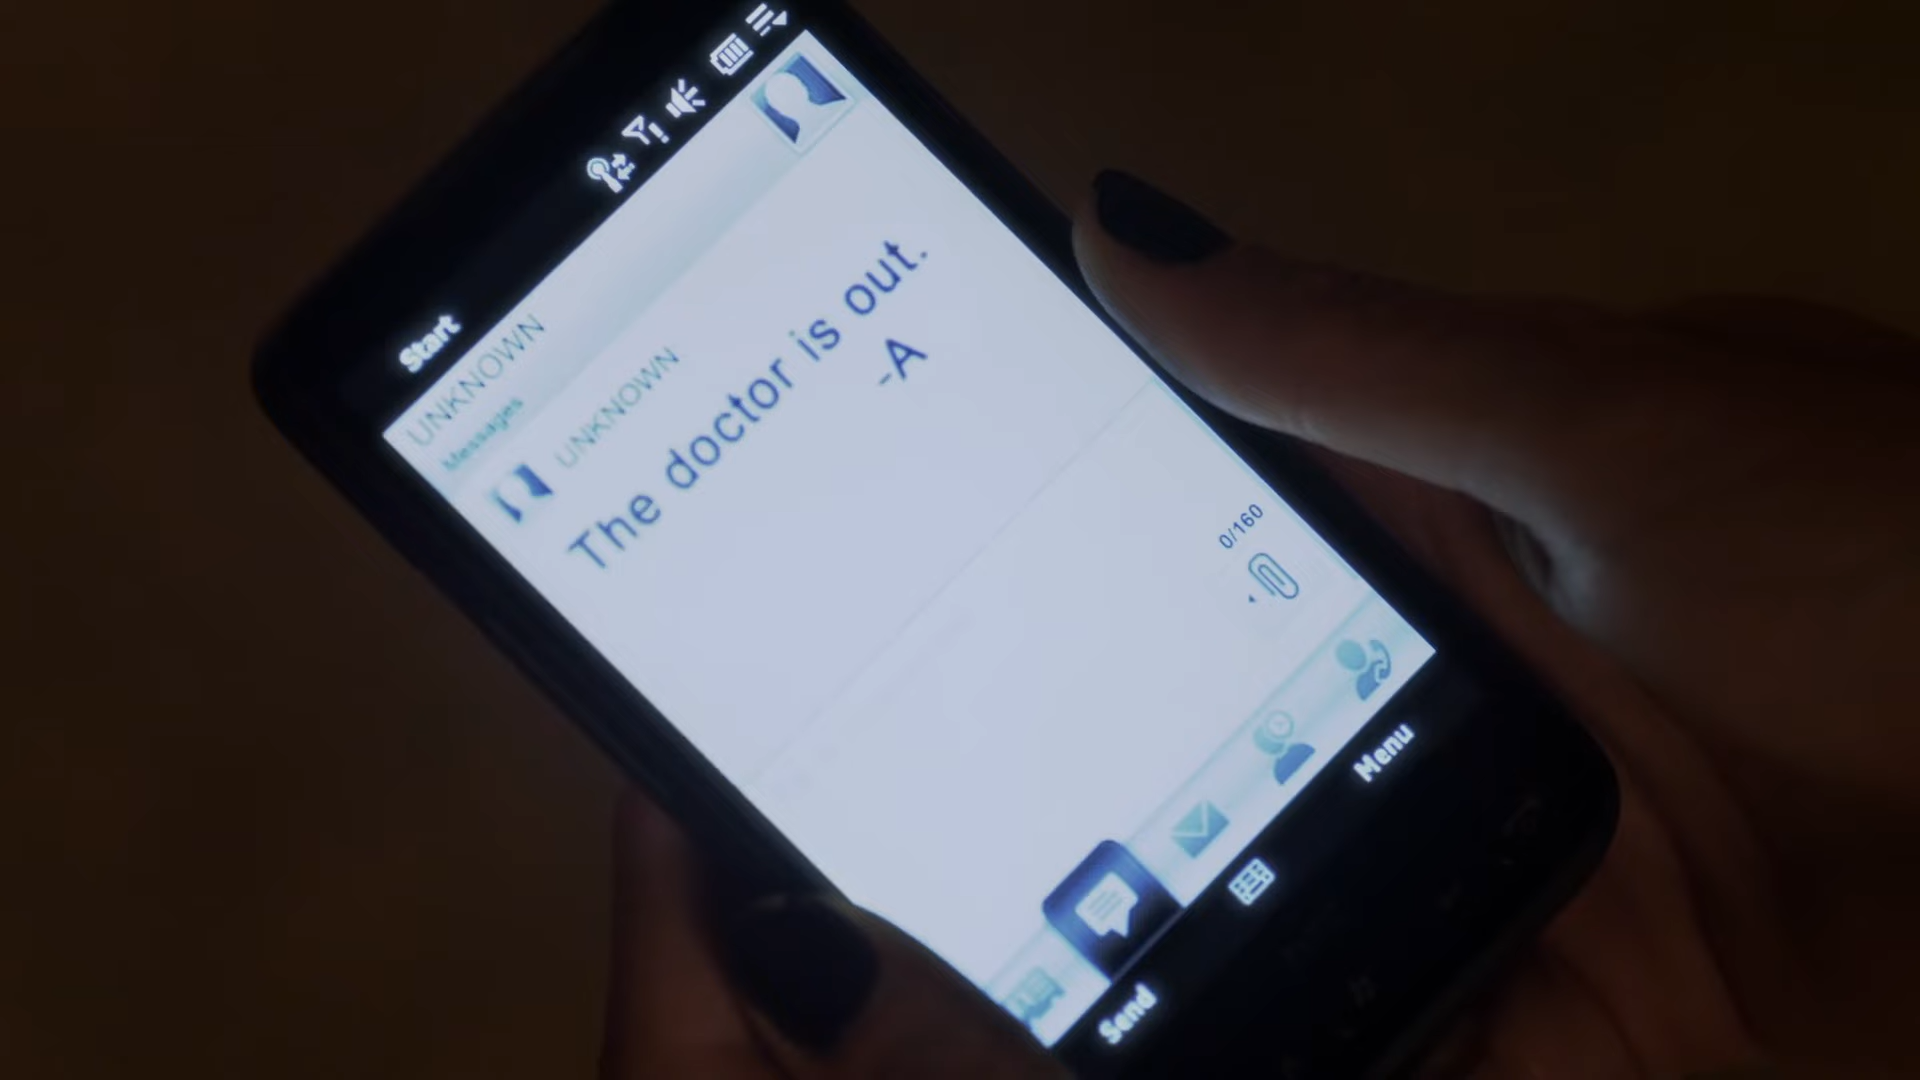 Start
UNKNOWN
Messages
UNKNOWN
The doctor is out.
-A
0/160
Send
Menu